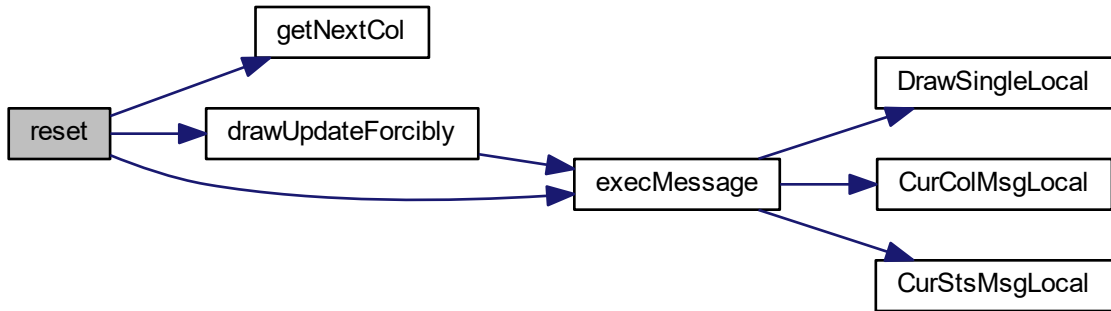 getNextCol
reset
drawUpdateForcibly
execMessage
DrawSingleLocal
CurColMsgLocal
CurStsMsgLocal